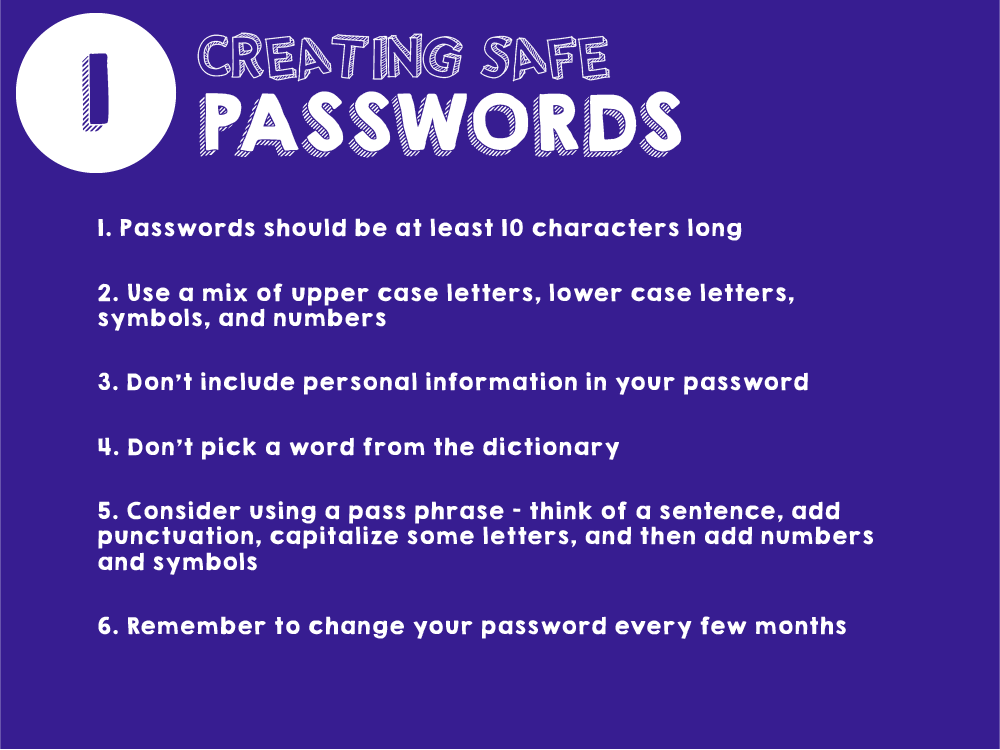 1
CREATING SAFE
PASSWORDS
1. Passwords should be at least 10 characters long
2. Use a mix of upper case letters, lower case letters,
symbols, and numbers
3. Don't include personal information in your password
4. Don't pick a word from the dictionary
5. Consider using a pass phrase - think of a sentence, add
punctuation, capitalize some letters, and then add numbers
and symbols
6. Remember to change your password every few months